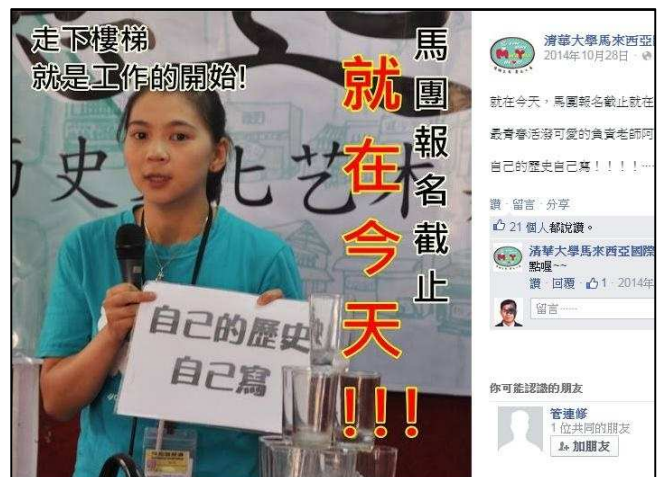 走下樓梯
就是工作的開始!
馬團報名截止
就在今天!!!
史 化艺
自己的歷史
自己寫
清華大學馬來西亞
2014年10月28日
就在今天，馬團報名截止就在
最青春活潑可愛的負責老師阿
自己的歷史自己寫！！！！……
讚 · 留言 · 分享
21 個人都說讚。
清華大學馬來西亞國際
點喔~~
讚 · 回覆 · 1 · 2014年
留言……
你可能認識的朋友
管連修
1 位共同的朋友
加朋友